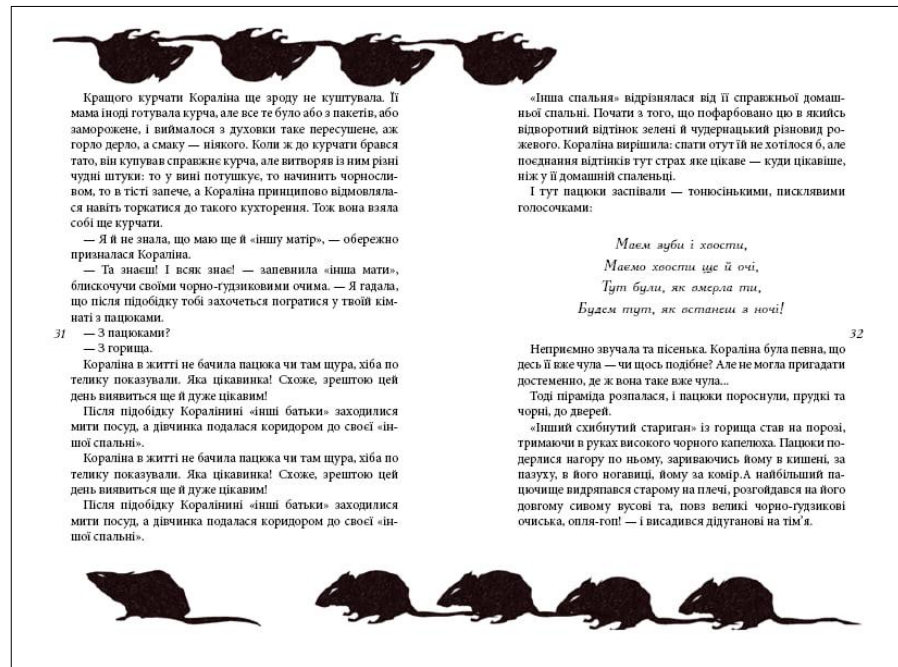 Кращого курчати Кораліна ще зроду не куштувала. Її
мама іноді готувала курча, але все те було або з пакетів, або
заморожене, і виймалося з духовки таке пересушене, аж
горло дерло, а смаку — ніякого. Коли ж до курчати брався
тато, він купував справжнє курча, але витворяв із ним різні
чудні штуки: то у вині потушкує, то начинить чорносли-
вом, то в тісті запече, а Кораліна принципово відмовляла-
ся навіть торкатися до такого кухторення. Тож вона взяла
собі ще курчати.
— Я й не знала, що маю ще й «іншу матір», — обережно
призналася Кораліна.
— Та знаєш! І всяк знає! — запевнила «інша мати»,
блискочучи своїми чорно-ґудзиковими очима. — Я гадала,
що після підобідку тобі захочеться погратися у твоїй кім-
наті з пацюками.
31
— З пацюками?
— З горища.
Кораліна в житті не бачила пацюка чи там щура, хіба по
телику показували. Яка цікавинка! Схоже, зрештою цей
день виявиться ще й дуже цікавим!
Після підобідку Коралінині «інші батьки» заходилися
мити посуд, а дівчинка подалася коридором до своєї «ін-
шої спальні».
Кораліна в житті не бачила пацюка чи там щура, хіба по
телику показували. Яка цікавинка! Схоже, зрештою цей
день виявиться ще й дуже цікавим!
Після підобідку Коралінині «інші батьки» заходилися
мити посуд, а дівчинка подалася коридором до своєї «ін-
шої спальні».
«Інша спальня» відрізнялася від її справжньої домаш-
ньої спальні. Почати з того, що пофарбовано цю в якийсь
відворотний відтінок зелені й чудернацький різновид ро-
жевого. Кораліна вирішила: спати отут їй не хотілося б, але
поєднання відтінків тут страх яке цікаве — куди цікавіше,
ніж у її домашній спаленьці.
І тут пацюки заспівали — тонюсінькими, писклявими
голосочками:
Маєм зуби і хвости,
Маємо хвости ще й очі,
Тут були, як вмерла ти,
Будем тут, як встанеш з ночі!
32
Неприємно звучала та пісенька. Кораліна була певна, що
десь її вже чула — чи щось подібне? Але не могла пригадати
достеменно, де ж вона таке вже чула...
Тоді піраміда розпалася, і пацюки пороснули, прудкі та
чорні, до дверей.
«Інший схибнутий стариган» із горища став на порозі,
тримаючи в руках високого чорного капелюха. Пацюки по-
дерлися нагору по ньому, зариваючись йому в кишені, за
пазуху, в його ногавиці, йому за комір.А найбільший па-
цючище видряпався старому на плечі, розгойдався на його
довгому сивому вусові та, повз великі чорно-ґудзикові
очиська, опля-гоп! — і висадився дідуганові на тім’я.